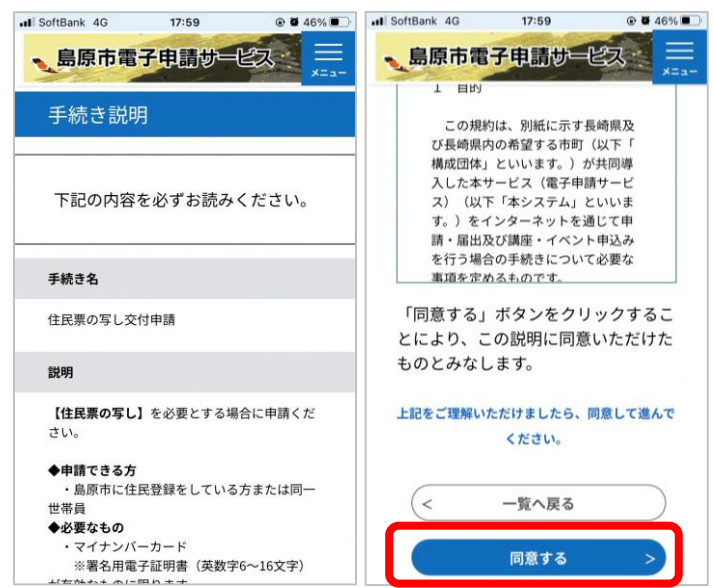 SoftBank 4G 17:59 46%
島原市電子申請サービス
メニュー
手続き説明
下記の内容を必ずお読みください。
手続き名
住民票の写し交付申請
説明
【住民票の写し】を必要とする場合に申請くだ
さい。
◆申請できる方
・島原市に住民登録をしている方または同一
世帯員
◆必要なもの
・マイナンバーカード
※署名用電子証明書（英数字6〜16文字）
が有効なものに限ります
SoftBank 4G 17:59 46%
島原市電子申請サービス
メニュー
1 目的
この規約は、別紙に示す長崎県及
び長崎県内の希望する市町（以下「
構成団体」といいます。）が共同導
入した本サービス（電子申請サービ
ス）（以下「本システム」といいま
す。）をインターネットを通じて申
請・届出及び講座・イベント申込み
を行う場合の手続きについて必要な
事項を定めるものです。
「同意する」ボタンをクリックするこ
とにより、この説明に同意いただけた
ものとみなします。
上記をご理解いただけましたら、同意して進んで
ください。
< 一覧へ戻る
同意する >